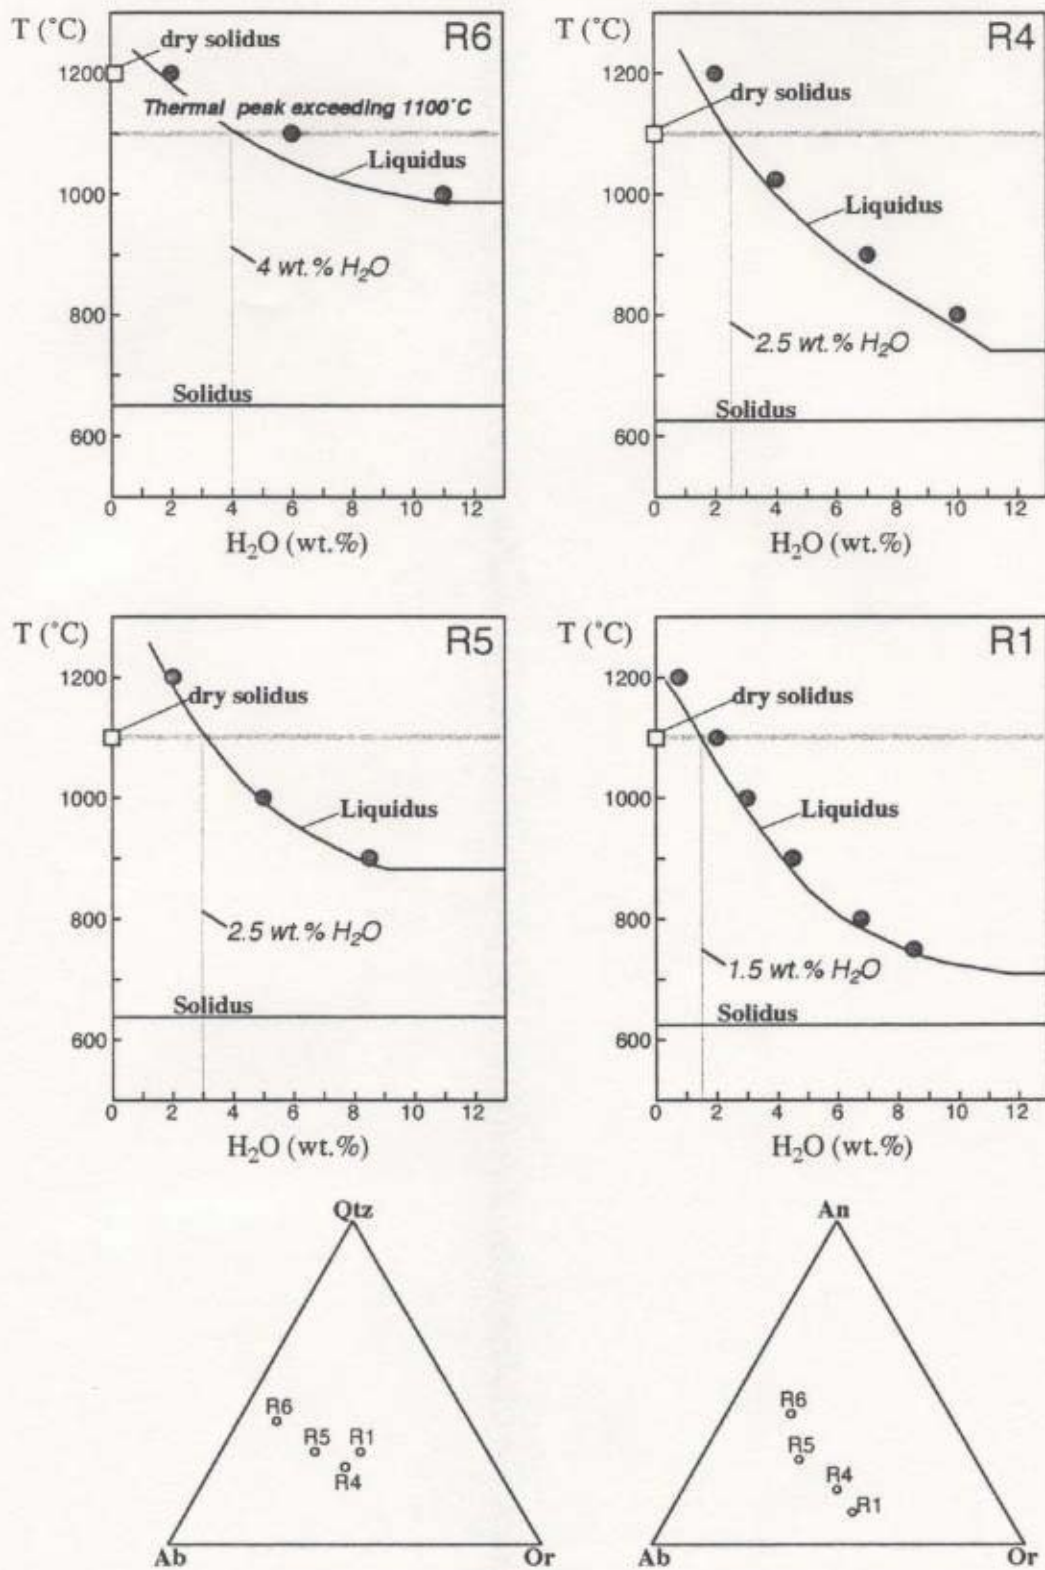 T (°C) R6
dry solidus
1200
Thermal peak exceeding 1100°C
Liquidus
1000
4 wt.% H₂O
800
Solidus
600
0 2 4 6 8 10 12
H₂O (wt.%)
T (°C) R4
1200
dry solidus
1000
Liquidus
800
2.5 wt.% H₂O
Solidus
600
0 2 4 6 8 10 12
H₂O (wt.%)
T (°C) R5
1200
dry solidus
1000
Liquidus
800
2.5 wt.% H₂O
Solidus
600
0 2 4 6 8 10 12
H₂O (wt.%)
T (°C) R1
1200
dry solidus
1000
Liquidus
800
1.5 wt.% H₂O
Solidus
600
0 2 4 6 8 10 12
H₂O (wt.%)
Qtz
R6
R5 R1
R4
Ab Or
An
R6
R5
R4
R1
Ab Or